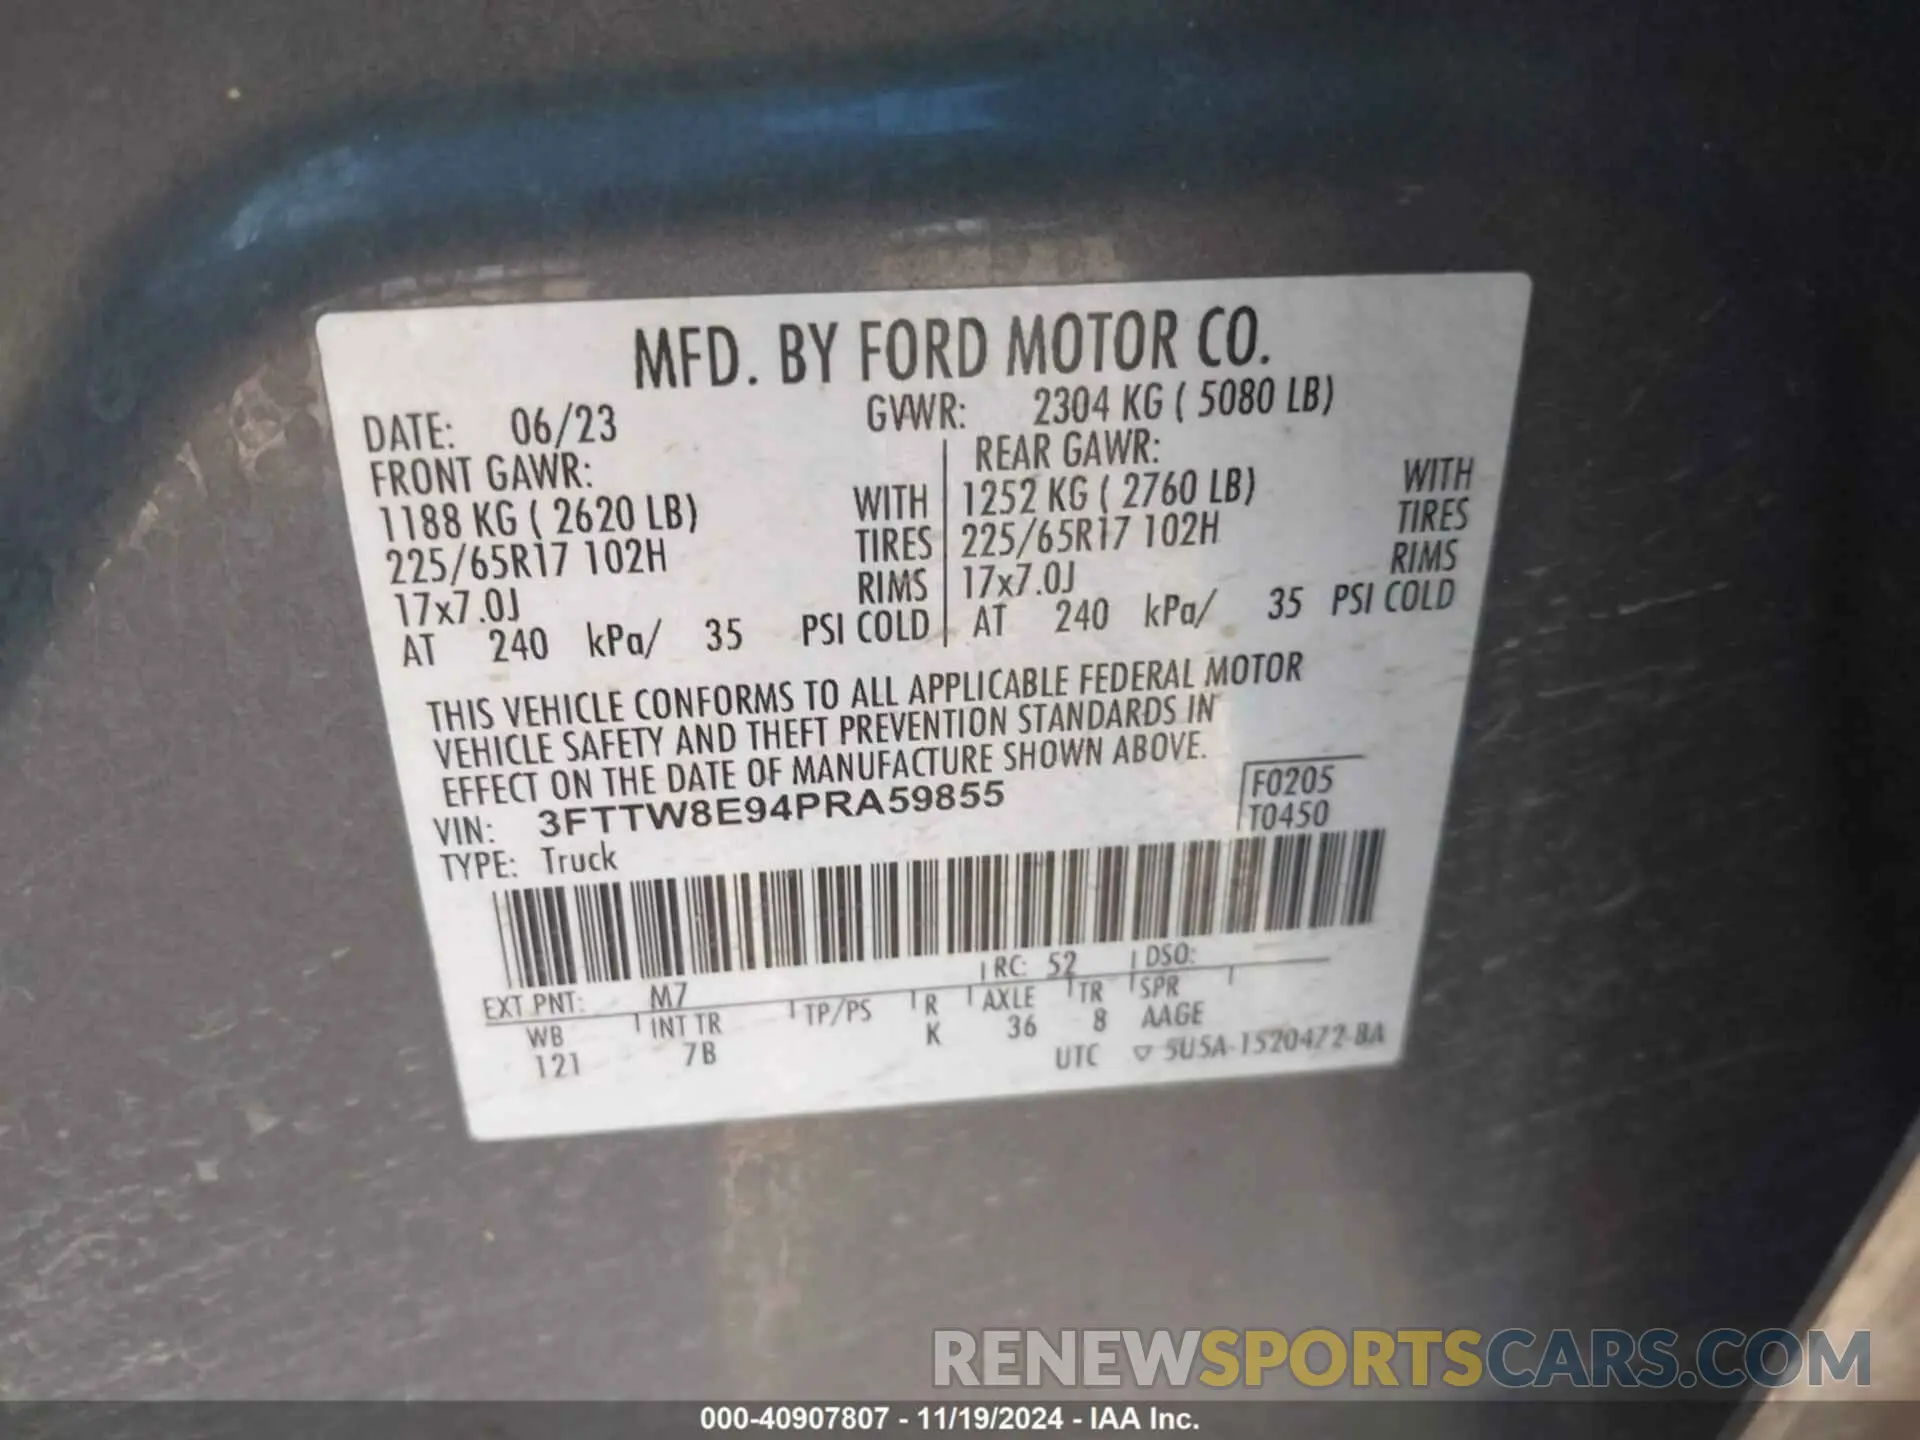 MFD. BY FORD MOTOR CO.
DATE: 06/23 GVWR: 2304 KG ( 5080 LB)
FRONT GAWR: REAR GAWR:
1188 KG ( 2620 LB) WITH 1252 KG ( 2760 LB) WITH
225/65R17 102H TIRES 225/65R17 102H TIRES
17x7.0J RIMS 17x7.0J RIMS
AT 240 kPa/ 35 PSI COLD AT 240 kPa/ 35 PSI COLD
THIS VEHICLE CONFORMS TO ALL APPLICABLE FEDERAL MOTOR
VEHICLE SAFETY AND THEFT PREVENTION STANDARDS IN
EFFECT ON THE DATE OF MANUFACTURE SHOWN ABOVE.
VIN: 3FTTW8E94PRA59855 F0205
TYPE: Truck T0450
EXT PNT: M7 RC: 52 DSO:
WB INT TR TP/PS R AXLE TR SPR
121 7B K 36 8 AAGE
UTC ▽ 5U5A-1520472-BA
RENEWSPORTSCARS.COM
000-40907807 - 11/19/2024 - IAA Inc.